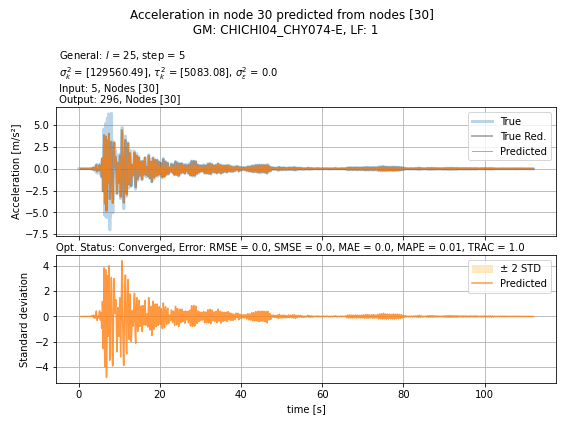 Acceleration in node 30 predicted from nodes [30]
GM: CHICHI04_CHY074-E, LF: 1
General: l = 25, step = 5
σ²ₖ = [129560.49], τ²ₖ = [5083.08], σ²ε = 0.0
Input: 5, Nodes [30]
Output: 296, Nodes [30]
Acceleration [m/s²]
5.0
2.5
0.0
−2.5
−5.0
−7.5
True
True Red.
Predicted
Opt. Status: Converged, Error: RMSE = 0.0, SMSE = 0.0, MAE = 0.0, MAPE = 0.01, TRAC = 1.0
Standard deviation
4
2
0
−2
−4
± 2 STD
Predicted
0 20 40 60 80 100
time [s]